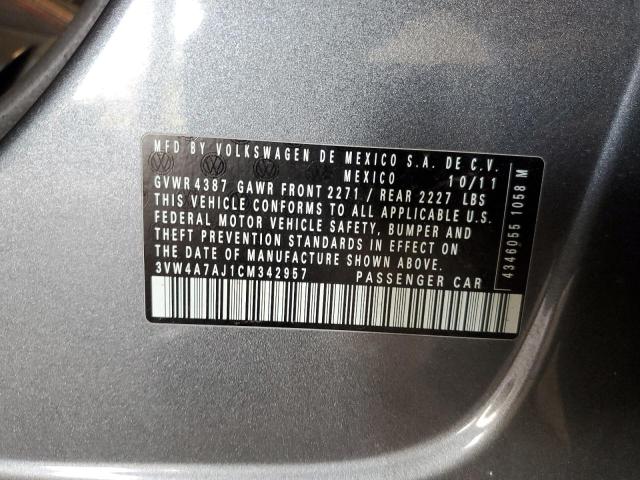 MFD BY VOLKSWAGEN DE MEXICO S.A. DE C.V.
MEXICO 10/11
GVWR 4387 GAWR FRONT 2271 / REAR 2227 LBS
THIS VEHICLE CONFORMS TO ALL APPLICABLE U.S.
FEDERAL MOTOR VEHICLE SAFETY, BUMPER AND
THEFT PREVENTION STANDARDS IN EFFECT ON
THE DATE OF MANUFACTURE SHOWN ABOVE.
3VW4A7AJ1CM342957 PASSENGER CAR
4346055 1058 M